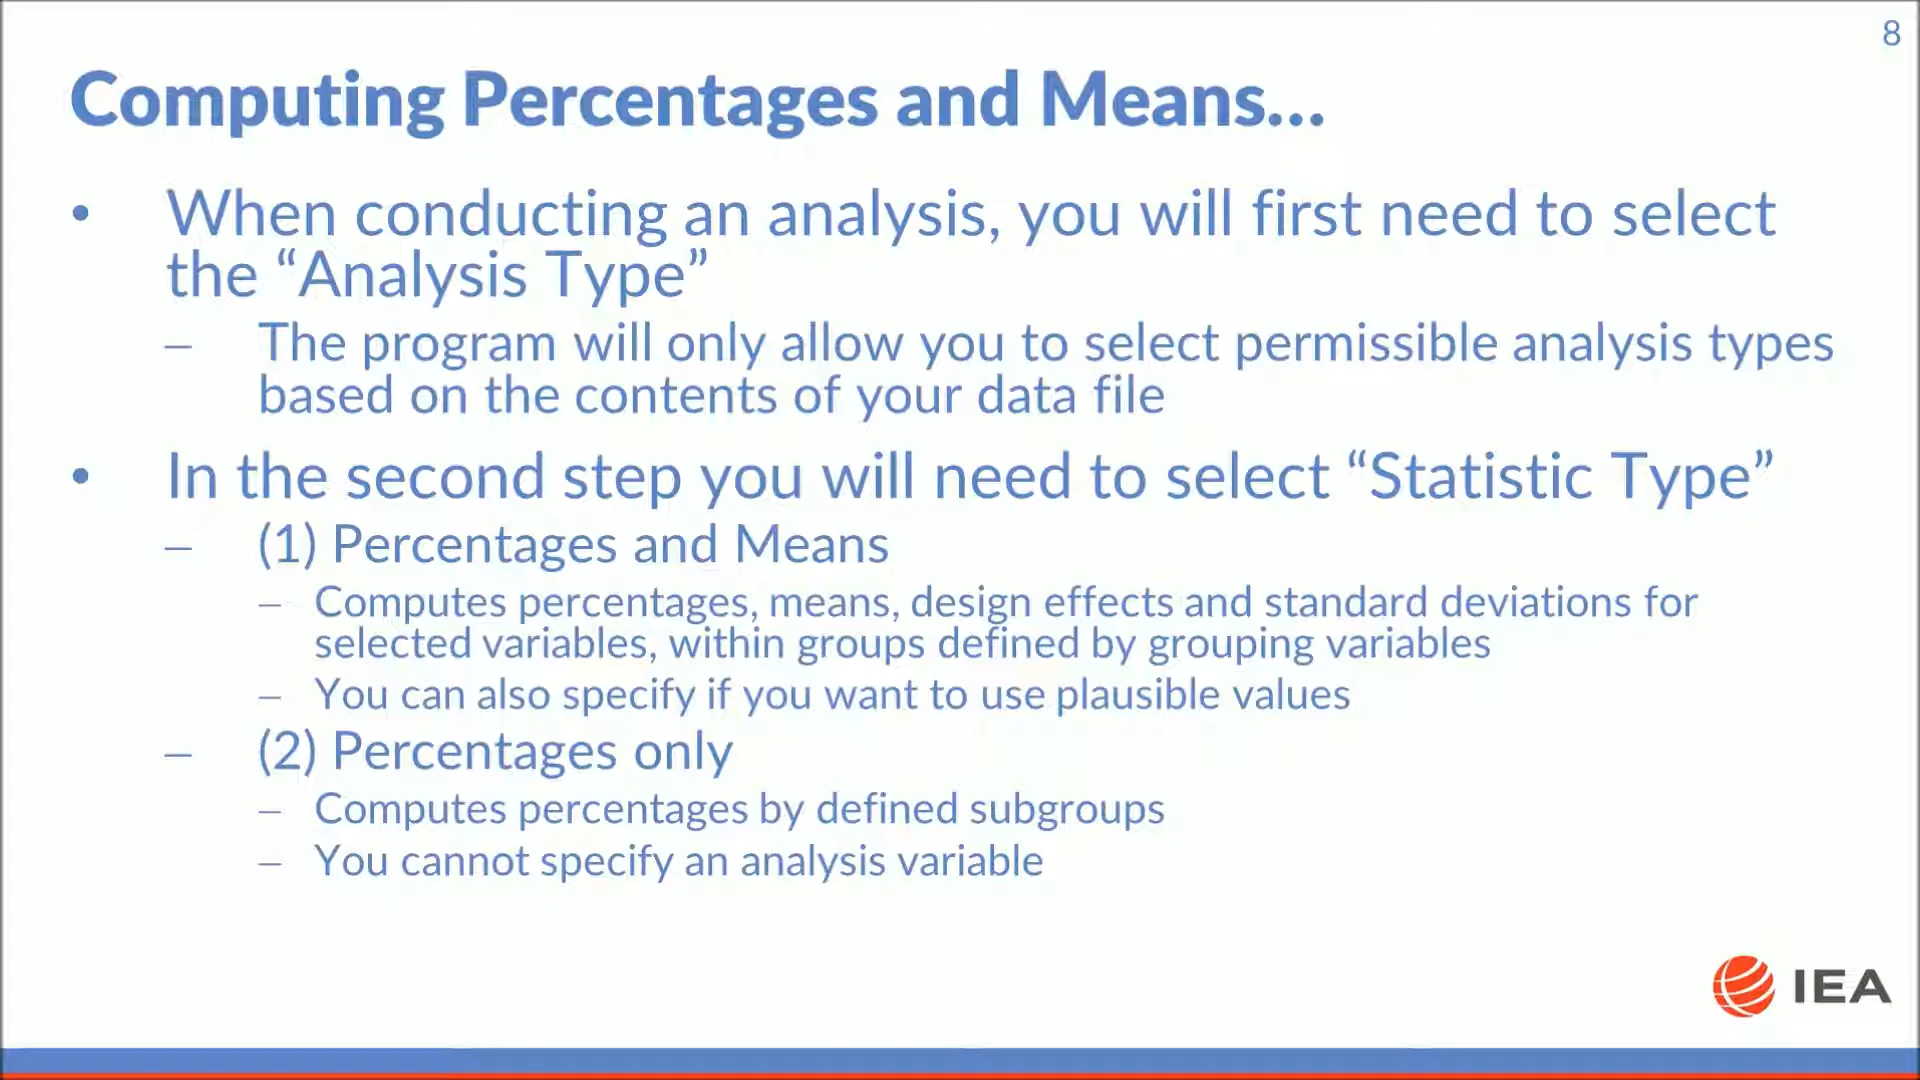 8
Computing Percentages and Means...
• When conducting an analysis, you will first need to select
the “Analysis Type”
– The program will only allow you to select permissible analysis types
based on the contents of your data file
• In the second step you will need to select “Statistic Type”
– (1) Percentages and Means
– Computes percentages, means, design effects and standard deviations for
selected variables, within groups defined by grouping variables
– You can also specify if you want to use plausible values
– (2) Percentages only
– Computes percentages by defined subgroups
– You cannot specify an analysis variable
IEA